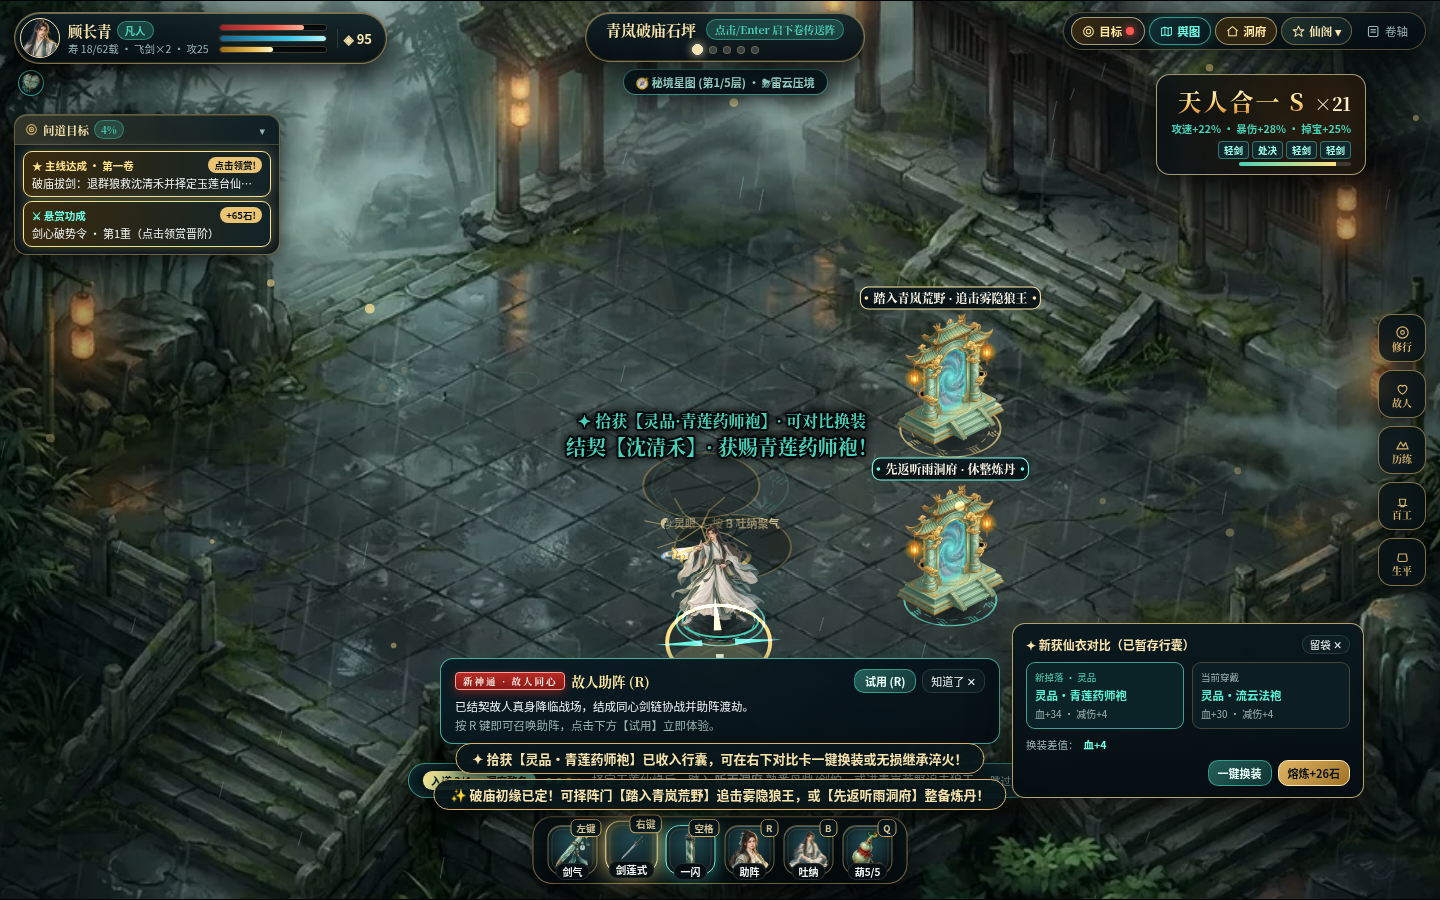 顾长青 凡人
寿 18/62载 · 飞剑×2 · 攻25
95
青岚破庙石坪 点击/Enter 启下卷传送阵
秘境星图 (第1/5层) · 雷云压境
目标 舆图 洞府 仙阁 ▾ 卷轴
天人合一 S ×21
攻速+22% · 暴伤+28% · 掉宝+25%
轻剑 处决 轻剑 轻剑
问道目标 4% ▾
★ 主线达成 · 第一卷 点击领赏!
破庙拔剑：退群狼救沈清禾并择定玉莲台仙…
悬赏功成 +65石!
剑心破势令 · 第1重（点击领赏晋阶）
• 踏入青岚荒野 · 追击雾隐狼王 •
• 先返听雨洞府 · 休整炼丹 •
修行
故人
历练
百工
生平
✦ 拾获【灵品·青莲药师袍】· 可对比换装
结契【沈清禾】· 获赐青莲药师袍!
B 吐纳聚气
新神通 · 故人同心 故人助阵 (R) 试用 (R) 知道了 ✕
已结契故人真身降临战场，结成同心剑链协战并助阵渡劫。
按 R 键即可召唤助阵，点击下方【试用】立即体验。
✦ 拾获【灵品·青莲药师袍】已收入行囊，可在右下对比卡一键换装或无损继承淬火！
✨ 破庙初缘已定！可择阵门【踏入青岚荒野】追击雾隐狼王，或【先返听雨洞府】整备炼丹！
✦ 新获仙衣对比（已暂存行囊） 留袋 ✕
新掉落 · 灵品 当前穿戴
灵品 · 青莲药师袍 灵品 · 流云法袍
血+34 · 减伤+4 血+30 · 减伤+4
换装差值： 血+4
一键换装 熔炼+26石
左键 右键 空格 R B Q
剑气 剑莲式 一闪 助阵 吐纳 葫5/5